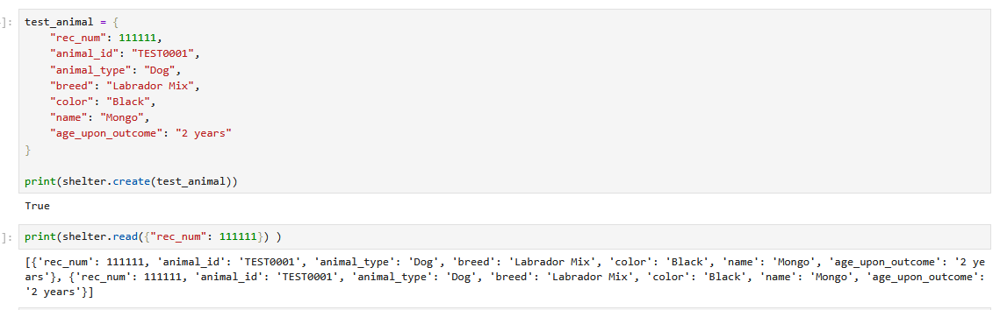 ]: test_animal = {
"rec_num": 111111,
"animal_id": "TEST0001",
"animal_type": "Dog",
"breed": "Labrador Mix",
"color": "Black",
"name": "Mongo",
"age_upon_outcome": "2 years"
}
print(shelter.create(test_animal))
True
]: print(shelter.read({"rec_num": 111111}) )
[{'rec_num': 111111, 'animal_id': 'TEST0001', 'animal_type': 'Dog', 'breed': 'Labrador Mix', 'color': 'Black', 'name': 'Mongo', 'age_upon_outcome': '2 ye
ars'}, {'rec_num': 111111, 'animal_id': 'TEST0001', 'animal_type': 'Dog', 'breed': 'Labrador Mix', 'color': 'Black', 'name': 'Mongo', 'age_upon_outcome':
'2 years'}]